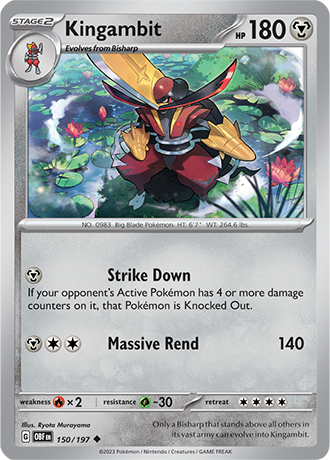 STAGE2 Kingambit HP 180
Evolves from Bisharp
NO. 0983 Big Blade Pokémon HT: 6'7" WT: 264.6 lbs.
Strike Down
If your opponent's Active Pokémon has 4 or more damage
counters on it, that Pokémon is Knocked Out.
Massive Rend 140
weakness ×2 resistance -30 retreat
Illus. Ryota Murayama
G OBF EN 150/197
Only a Bisharp that stands above all others in
its vast army can evolve into Kingambit.
©2023 Pokémon / Nintendo / Creatures / GAME FREAK